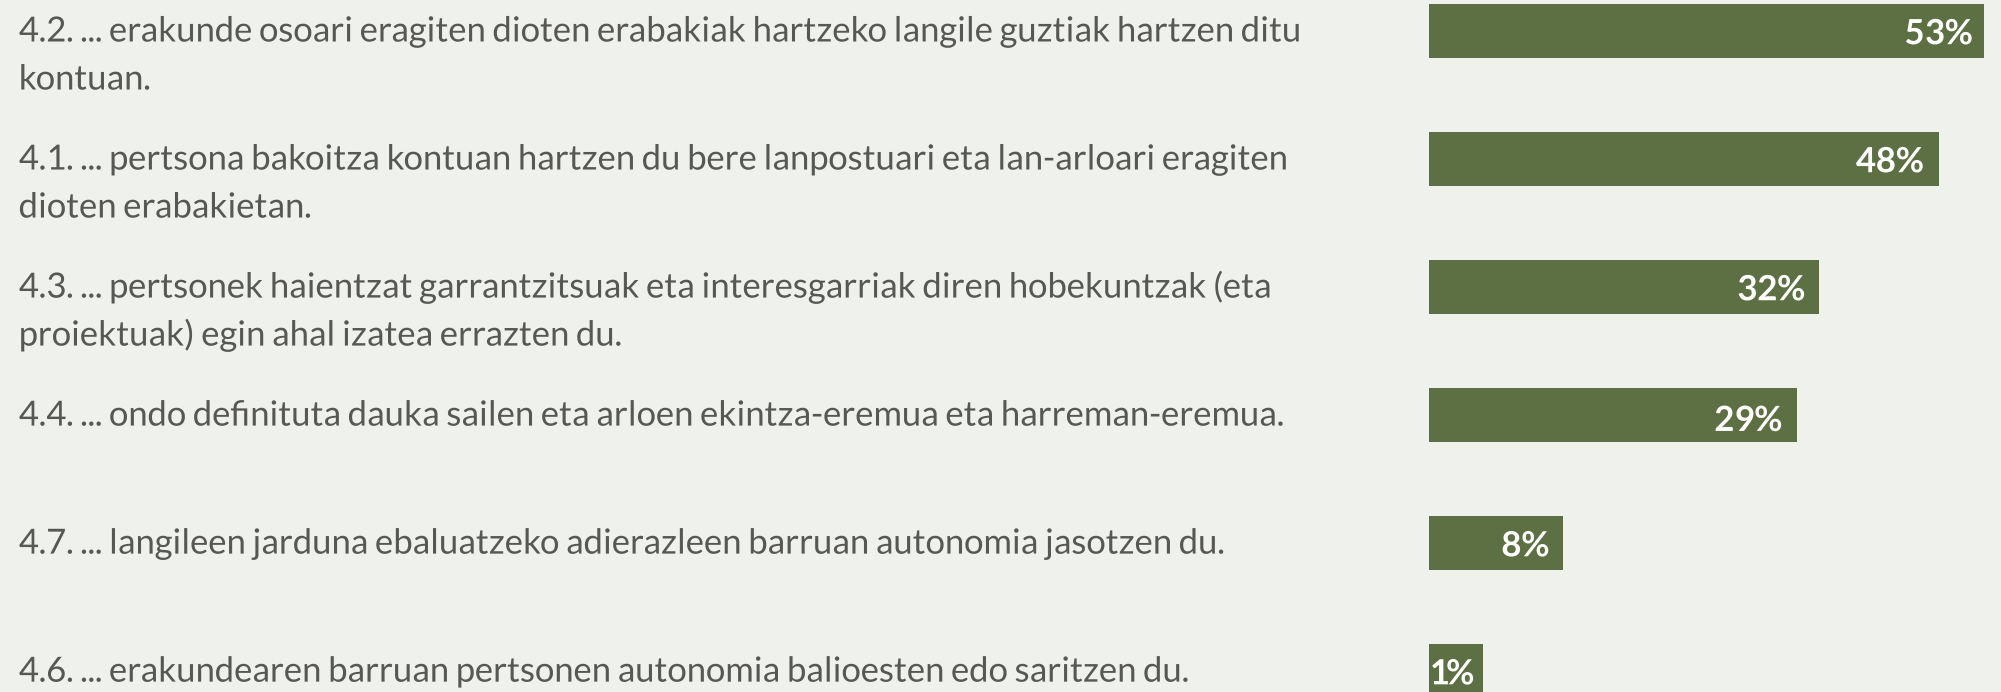 4.2. ... erakunde osoari eragiten dioten erabakiak hartzeko langile guztiak hartzen ditu
kontuan.
53%
4.1. ... pertsona bakoitza kontuan hartzen du bere lanpostuari eta lan-arloari eragiten
dioten erabakietan.
48%
4.3. ... pertsonek haientzat garrantzitsuak eta interesgarriak diren hobekuntzak (eta
proiektuak) egin ahal izatea errazten du.
32%
4.4. ... ondo definituta dauka sailen eta arloen ekintza-eremua eta harreman-eremua.
29%
4.7. ... langileen jarduna ebaluatzeko adierazleen barruan autonomia jasotzen du.
8%
4.6. ... erakundearen barruan pertsonen autonomia balioesten edo saritzen du.
1%